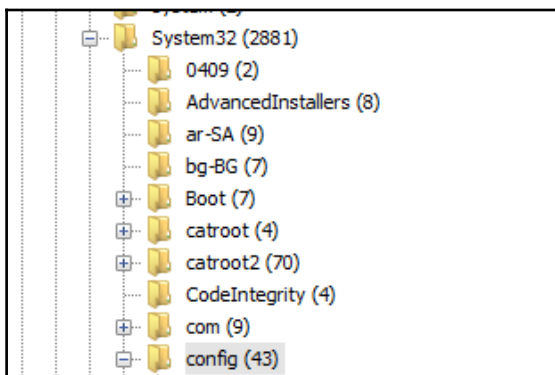 System32 (2881)
0409 (2)
AdvancedInstallers (8)
ar-SA (9)
bg-BG (7)
Boot (7)
catroot (4)
catroot2 (70)
CodeIntegrity (4)
com (9)
config (43)